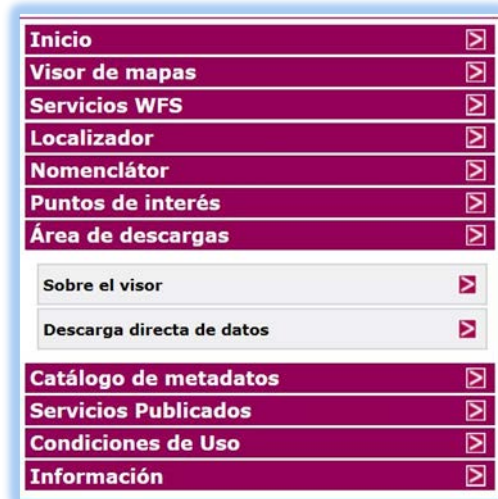 Inicio
Visor de mapas
Servicios WFS
Localizador
Nomenclátor
Puntos de interés
Área de descargas
Sobre el visor
Descarga directa de datos
Catálogo de metadatos
Servicios Publicados
Condiciones de Uso
Información